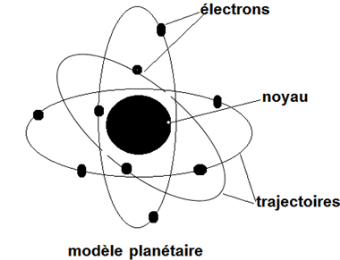 électrons
noyau
trajectoires
modèle planétaire